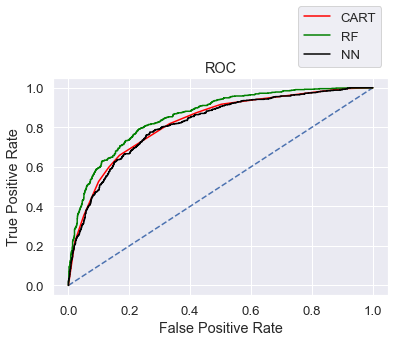 CART
RF
NN
ROC
True Positive Rate
1.0
0.8
0.6
0.4
0.2
0.0
0.0 0.2 0.4 0.6 0.8 1.0
False Positive Rate